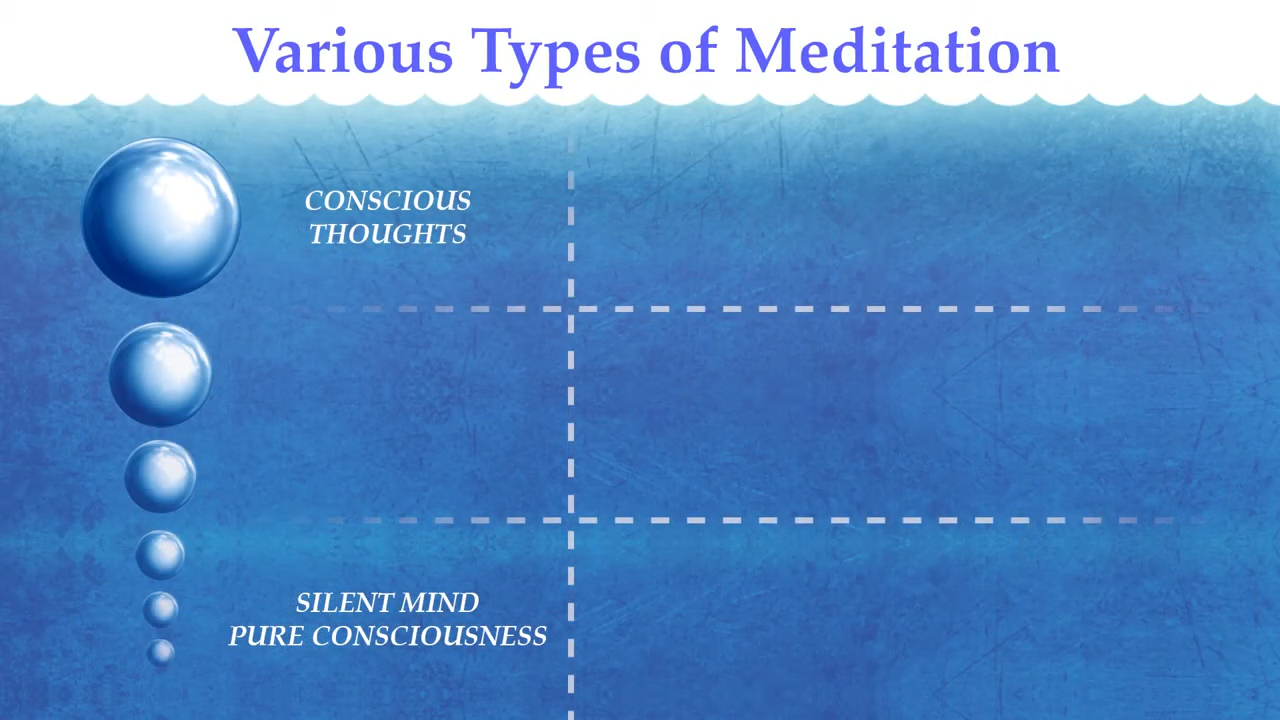 Various Types of Meditation
CONSCIOUS
THOUGHTS
SILENT MIND
PURE CONSCIOUSNESS